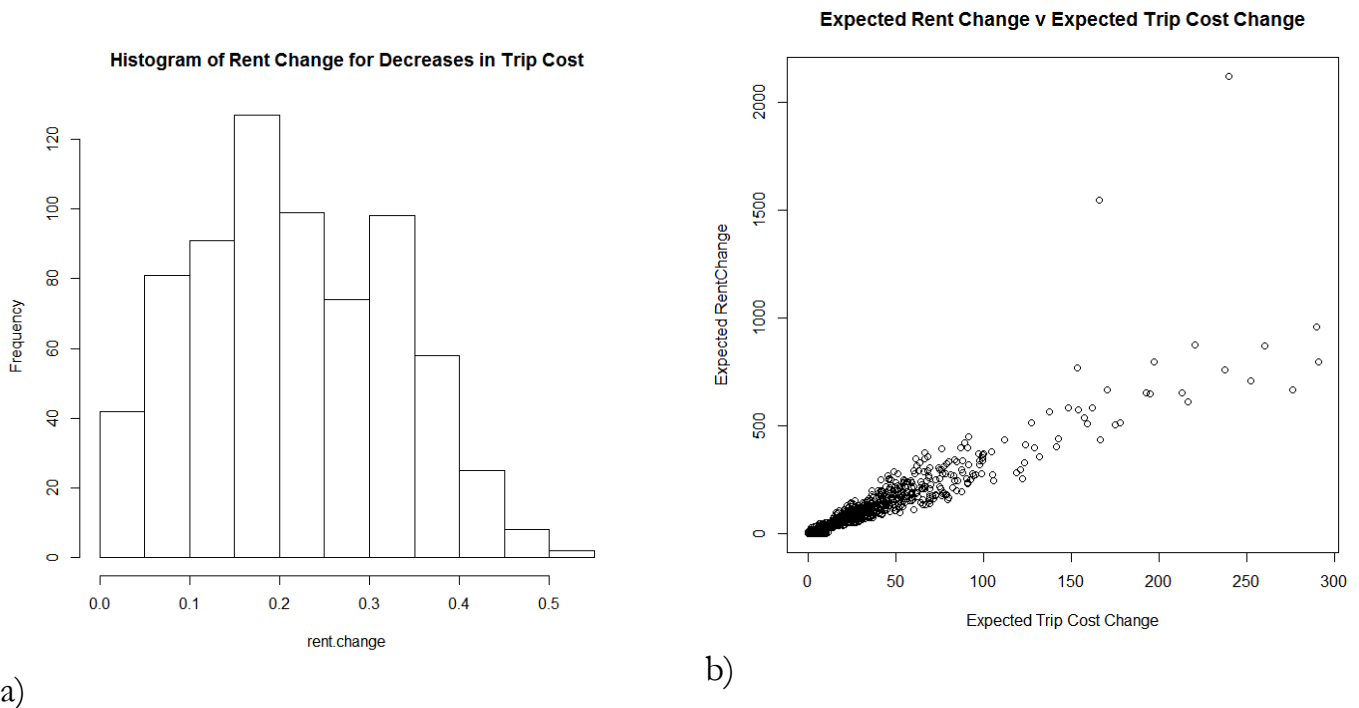 Histogram of Rent Change for Decreases in Trip Cost
Frequency
0
20
40
60
80
100
120
0.0 0.1 0.2 0.3 0.4 0.5
rent.change
a)
Expected Rent Change v Expected Trip Cost Change
Expected RentChange
0
500
1000
1500
2000
0 50 100 150 200 250 300
Expected Trip Cost Change
b)